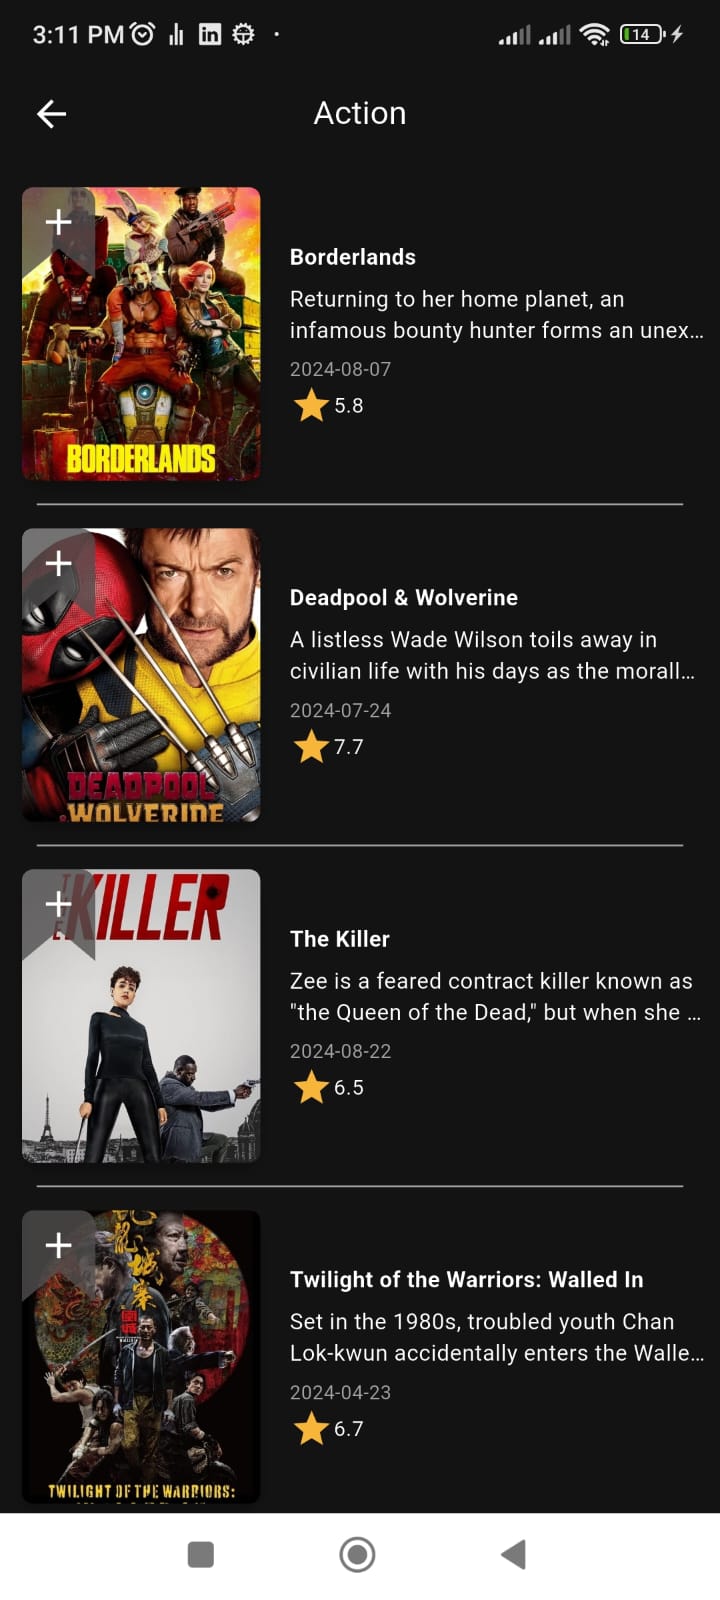 3:11 PM
14
Action
BORDERLANDS
Borderlands
Returning to her home planet, an
infamous bounty hunter forms an unex...
2024-08-07
5.8
DEADPOOL
WOLVERINE
Deadpool & Wolverine
A listless Wade Wilson toils away in
civilian life with his days as the morall...
2024-07-24
7.7
THE
KILLER
The Killer
Zee is a feared contract killer known as
"the Queen of the Dead," but when she ...
2024-08-22
6.5
城
寨
TWILIGHT OF THE WARRIORS:
Twilight of the Warriors: Walled In
Set in the 1980s, troubled youth Chan
Lok-kwun accidentally enters the Walle...
2024-04-23
6.7